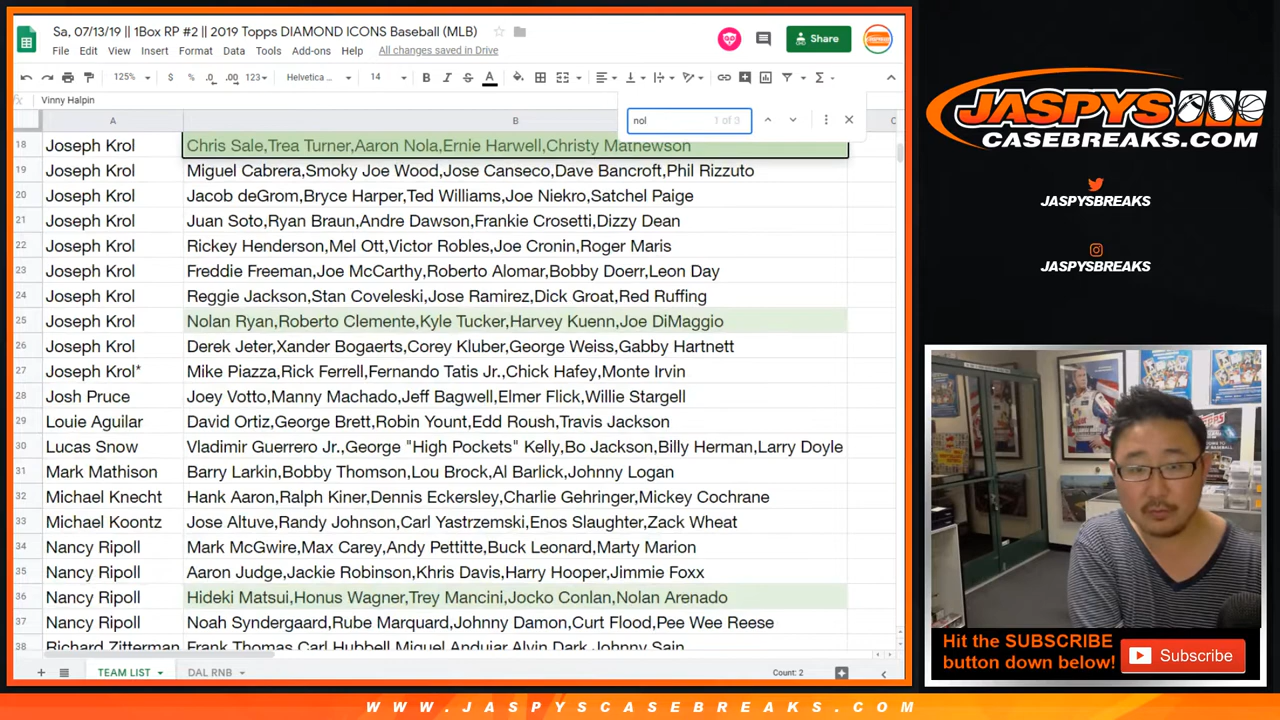 Sa, 07/13/19 || 1Box RP #2 || 2019 Topps DIAMOND ICONS Baseball (MLB)
File Edit View Insert Format Data Tools Add-ons Help All changes saved in Drive
Share
125% $ % .0 .00 123 Helvetica ... 14 B I S A
Vinny Halpin
nol 1 of 3
A B C
18 Joseph Krol Chris Sale,Trea Turner,Aaron Nola,Ernie Harwell,Christy Mathewson
19 Joseph Krol Miguel Cabrera,Smoky Joe Wood,Jose Canseco,Dave Bancroft,Phil Rizzuto
20 Joseph Krol Jacob deGrom,Bryce Harper,Ted Williams,Joe Niekro,Satchel Paige
21 Joseph Krol Juan Soto,Ryan Braun,Andre Dawson,Frankie Crosetti,Dizzy Dean
22 Joseph Krol Rickey Henderson,Mel Ott,Victor Robles,Joe Cronin,Roger Maris
23 Joseph Krol Freddie Freeman,Joe McCarthy,Roberto Alomar,Bobby Doerr,Leon Day
24 Joseph Krol Reggie Jackson,Stan Coveleski,Jose Ramirez,Dick Groat,Red Ruffing
25 Joseph Krol Nolan Ryan,Roberto Clemente,Kyle Tucker,Harvey Kuenn,Joe DiMaggio
26 Joseph Krol Derek Jeter,Xander Bogaerts,Corey Kluber,George Weiss,Gabby Hartnett
27 Joseph Krol* Mike Piazza,Rick Ferrell,Fernando Tatis Jr.,Chick Hafey,Monte Irvin
28 Josh Pruce Joey Votto,Manny Machado,Jeff Bagwell,Elmer Flick,Willie Stargell
29 Louie Aguilar David Ortiz,George Brett,Robin Yount,Edd Roush,Travis Jackson
30 Lucas Snow Vladimir Guerrero Jr.,George "High Pockets" Kelly,Bo Jackson,Billy Herman,Larry Doyle
31 Mark Mathison Barry Larkin,Bobby Thomson,Lou Brock,Al Barlick,Johnny Logan
32 Michael Knecht Hank Aaron,Ralph Kiner,Dennis Eckersley,Charlie Gehringer,Mickey Cochrane
33 Michael Koontz Jose Altuve,Randy Johnson,Carl Yastrzemski,Enos Slaughter,Zack Wheat
34 Nancy Ripoll Mark McGwire,Max Carey,Andy Pettitte,Buck Leonard,Marty Marion
35 Nancy Ripoll Aaron Judge,Jackie Robinson,Khris Davis,Harry Hooper,Jimmie Foxx
36 Nancy Ripoll Hideki Matsui,Honus Wagner,Trey Mancini,Jocko Conlan,Nolan Arenado
37 Nancy Ripoll Noah Syndergaard,Rube Marquard,Johnny Damon,Curt Flood,Pee Wee Reese
38 Richard Zitterman Frank Thomas,Carl Hubbell,Miguel Andujar,Alvin Dark,Johnny Sain
TEAM LIST DAL RNB Count: 2
JASPYS
CASEBREAKS.COM
JASPYSBREAKS
JASPYSBREAKS
Hit the SUBSCRIBE
button down below!
Subscribe
WWW.JASPYSCASEBREAKS.COM